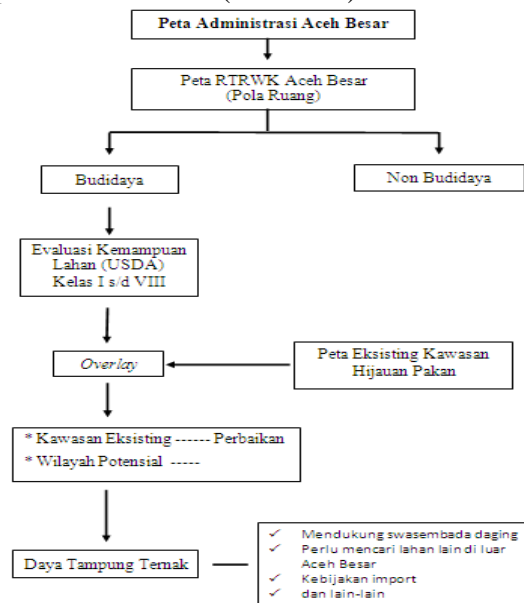 Peta Administrasi Aceh Besar
Peta RTRWK Aceh Besar
(Pola Ruang)
Budidaya
Non Budidaya
Evaluasi Kemampuan
Lahan (USDA)
Kelas I s/d VIII
Overlay
Peta Eksisting Kawasan
Hijauan Pakan
* Kawasan Eksisting ------ Perbaikan
* Wilayah Potensial -----
Daya Tampung Ternak
✓ Mendukung swasembada daging
✓ Perlu mencari lahan lain di luar
Aceh Besar
✓ Kebijakan import
✓ dan lain-lain